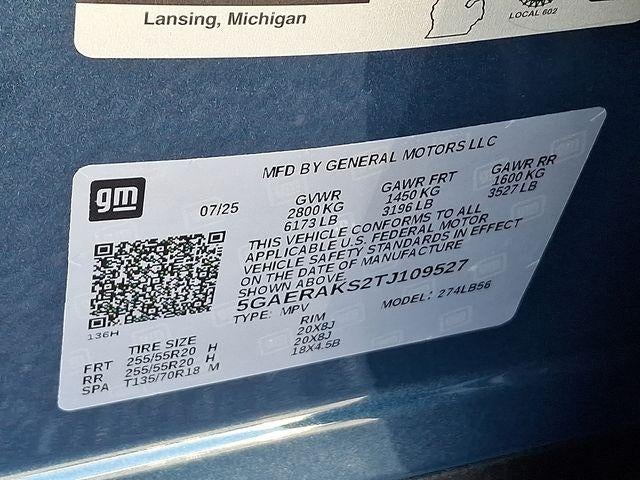 Lansing, Michigan
LOCAL 602
gm
MFD BY GENERAL MOTORS LLC
07/25
GVWR GAWR FRT GAWR RR
2800 KG 1450 KG 1600 KG
6173 LB 3196 LB 3527 LB
THIS VEHICLE CONFORMS TO ALL
APPLICABLE U.S. FEDERAL MOTOR
VEHICLE SAFETY STANDARDS IN EFFECT
ON THE DATE OF MANUFACTURE
SHOWN ABOVE.
5GAERAKS2TJ109527
TYPE: MPV MODEL: 274LB56
136H
TIRE SIZE RIM
FRT 255/55R20 H 20X8J
RR 255/55R20 H 20X8J
SPA T135/70R18 M 18X4.5B